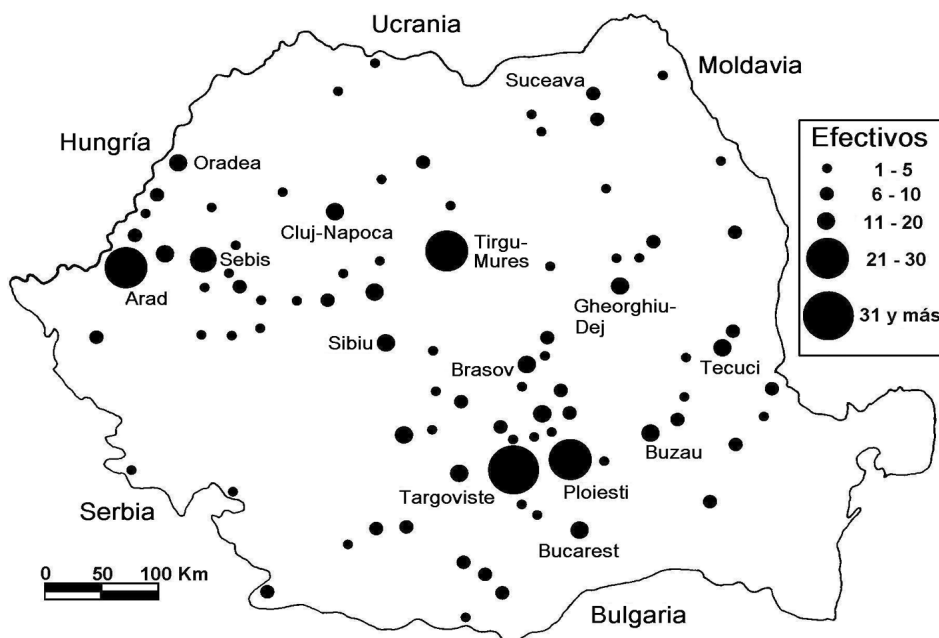 Ucrania
Suceava
Moldavia
Hungría
Efectivos
1 - 5
6 - 10
11 - 20
21 - 30
31 y más
Oradea
Cluj-Napoca
Tirgu-
Mures
Sebis
Arad
Gheorghiu-
Dej
Sibiu
Brasov
Tecuci
Buzau
Targoviste
Ploiesti
Serbia
Bucarest
0 50 100 Km
Bulgaria